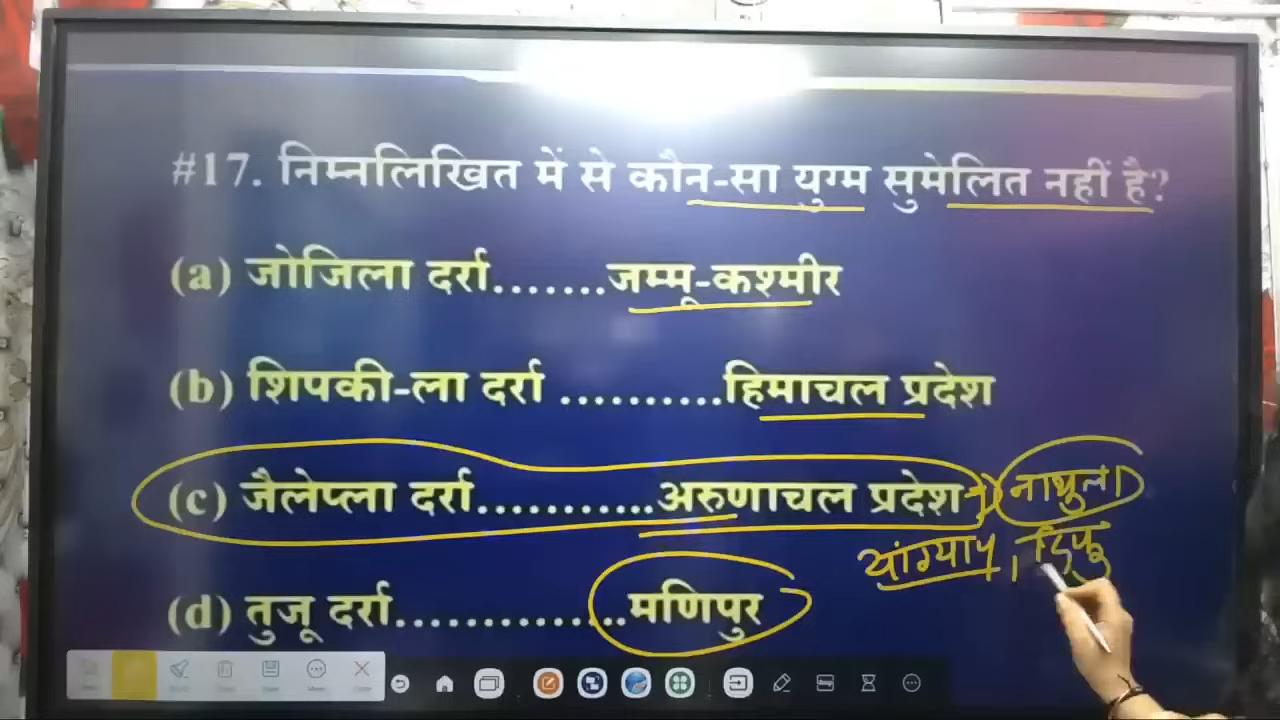 #17. निम्नलिखित में से कौन-सा युग्म सुमेलित नहीं है?
(a) जोजिला दर्रा.......जम्मू-कश्मीर
(b) शिपकी-ला दर्रा ..........हिमाचल प्रदेश
(c) जैलेप्ला दर्रा............अरुणाचल प्रदेश नाथुला
यांग्याप, दिफू
(d) तुजू दर्रा................मणिपुर